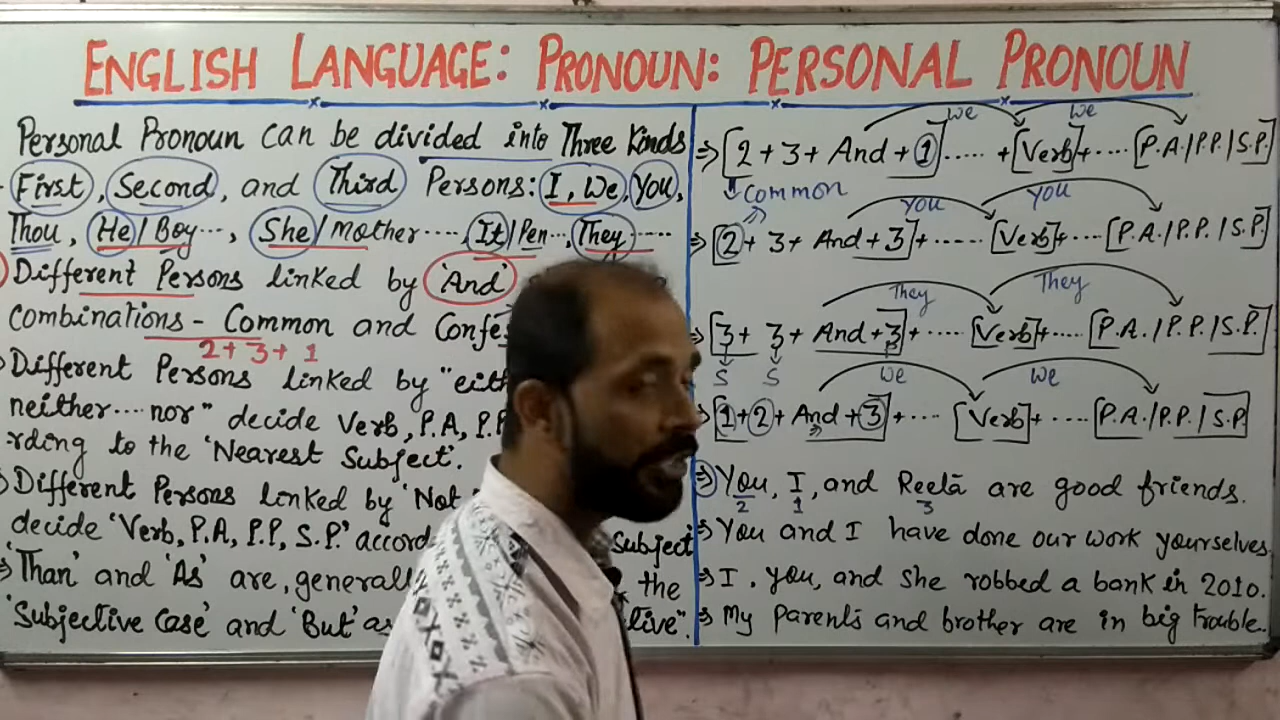 ENGLISH LANGUAGE: PRONOUN: PERSONAL PRONOUN
Personal Pronoun can be divided into Three Kinds
First, Second, and Third Persons: I, We, You,
Thou, He/Boy..., She/Mother...., It/Pen..., They......
Different Persons linked by 'And'
Combinations - Common and
2+ 3+ 1
Different Persons linked by "
neither....nor" decide Verb, P.A,
rding to the 'Nearest Subject'.
Different Persons linked by 'Not
decide 'Verb, P.A, P.P, S.P.' Subject
'Than' and 'As' are, the
'Subjective Case' and 'But'
We We
⇒ [2 + 3 + And + 1] ..... + [Verb] + .... [P.A./P.P./S.P.]
Common
You You
⇒ [2 + 3 + And + 3] + ...... [Verb] + .... [P.A./P.P./S.P.]
They They
[3 + 3 + And + 3] + ...... [Verb] + .... [P.A./P.P./S.P.]
S S P
We We
[1 + 2 + And + 3] + .... [Verb] + ..... [P.A./P.P./S.P.]
⇒ You, I, and Reetā are good friends.
2 1 3
⇒ You and I have done our work yourselves.
⇒ I, you, and she robbed a bank in 2010.
⇒ My parents and brother are in big trouble.